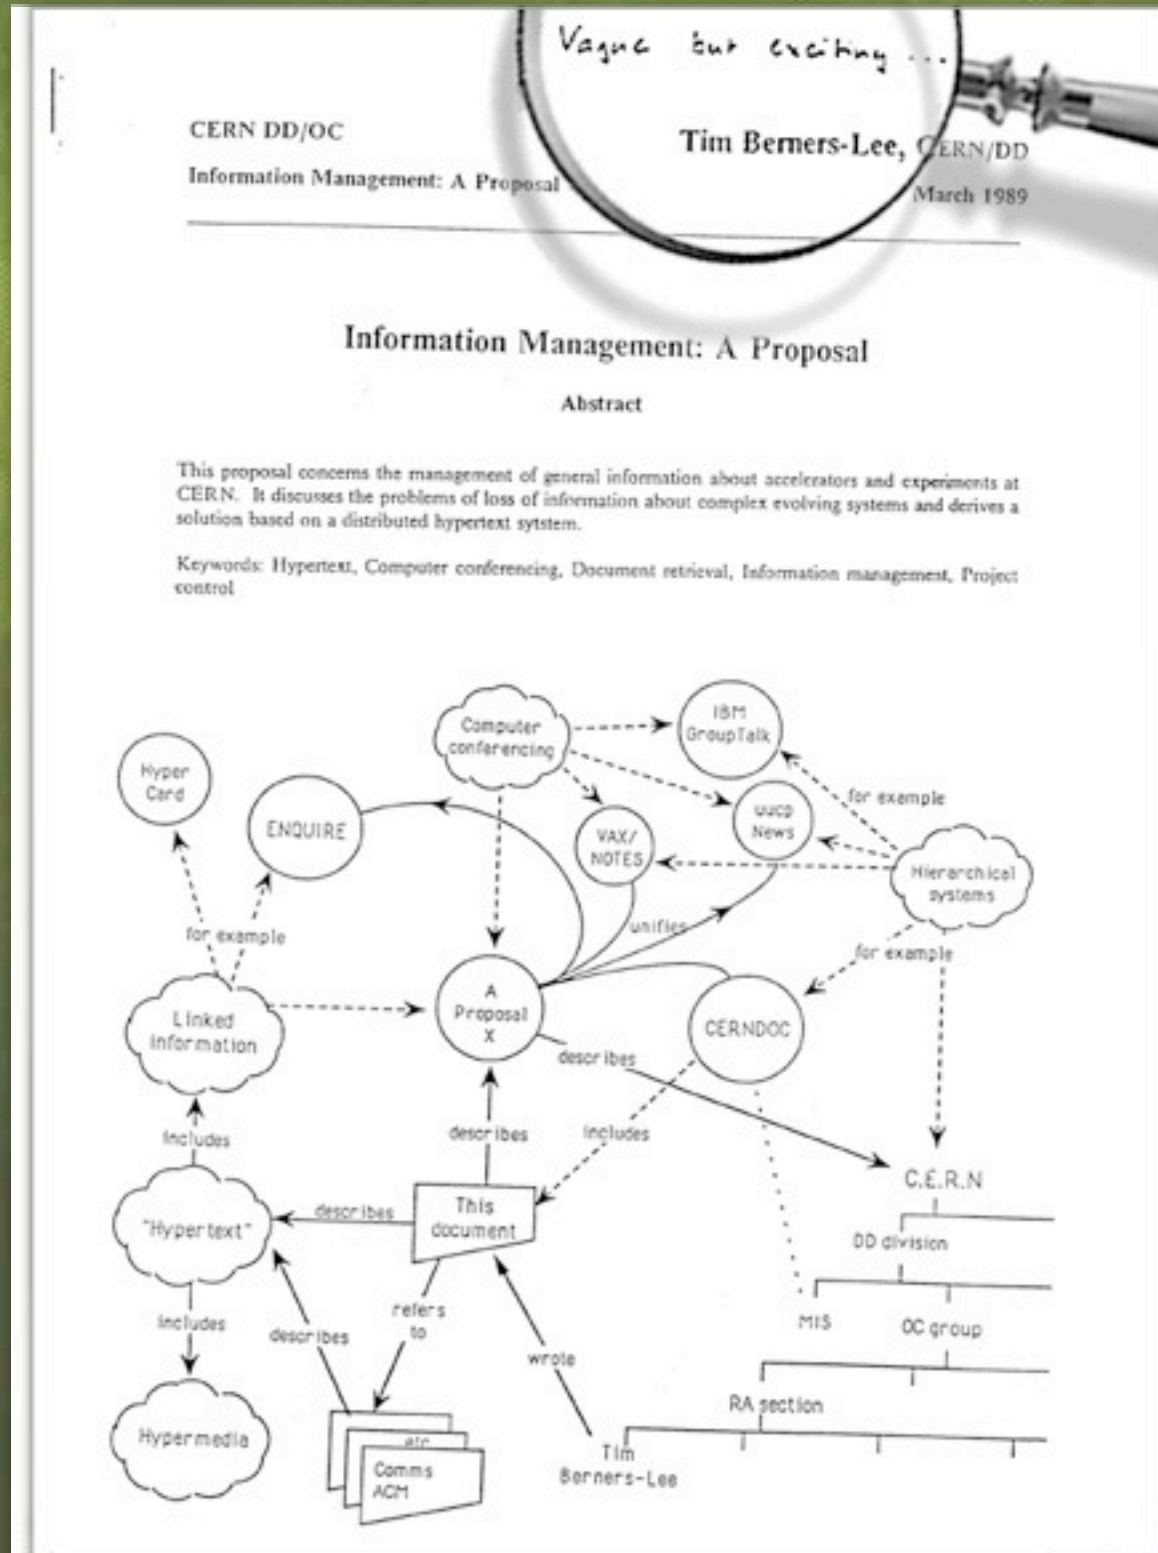 Vague but exciting ...
CERN DD/OC
Tim Berners-Lee, CERN/DD
Information Management: A Proposal
March 1989
Information Management: A Proposal
Abstract
This proposal concerns the management of general information about accelerators and experiments at
CERN. It discusses the problems of loss of information about complex evolving systems and derives a
solution based on a distributed hypertext sytstem.
Keywords: Hypertext, Computer conferencing, Document retrieval, Information management, Project
control
Computer
conferencing
IBM
GroupTalk
Hyper
Card
ENQUIRE
VAX/
NOTES
uucp
News
for example
Hierarchical
systems
for example
unifies
for example
Linked
information
A
Proposal
X
CERNDOC
describes
includes
describes
includes
C.E.R.N
"Hypertext"
describes
This
document
DD division
includes
describes
refers
to
wrote
MIS
OC group
RA section
Hypermedia
etc
Comms
ACM
Tim
Berners-Lee